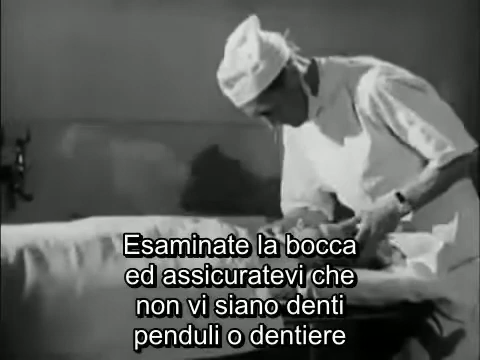 Esaminate la bocca
ed assicuratevi che
non vi siano denti
penduli o dentiere